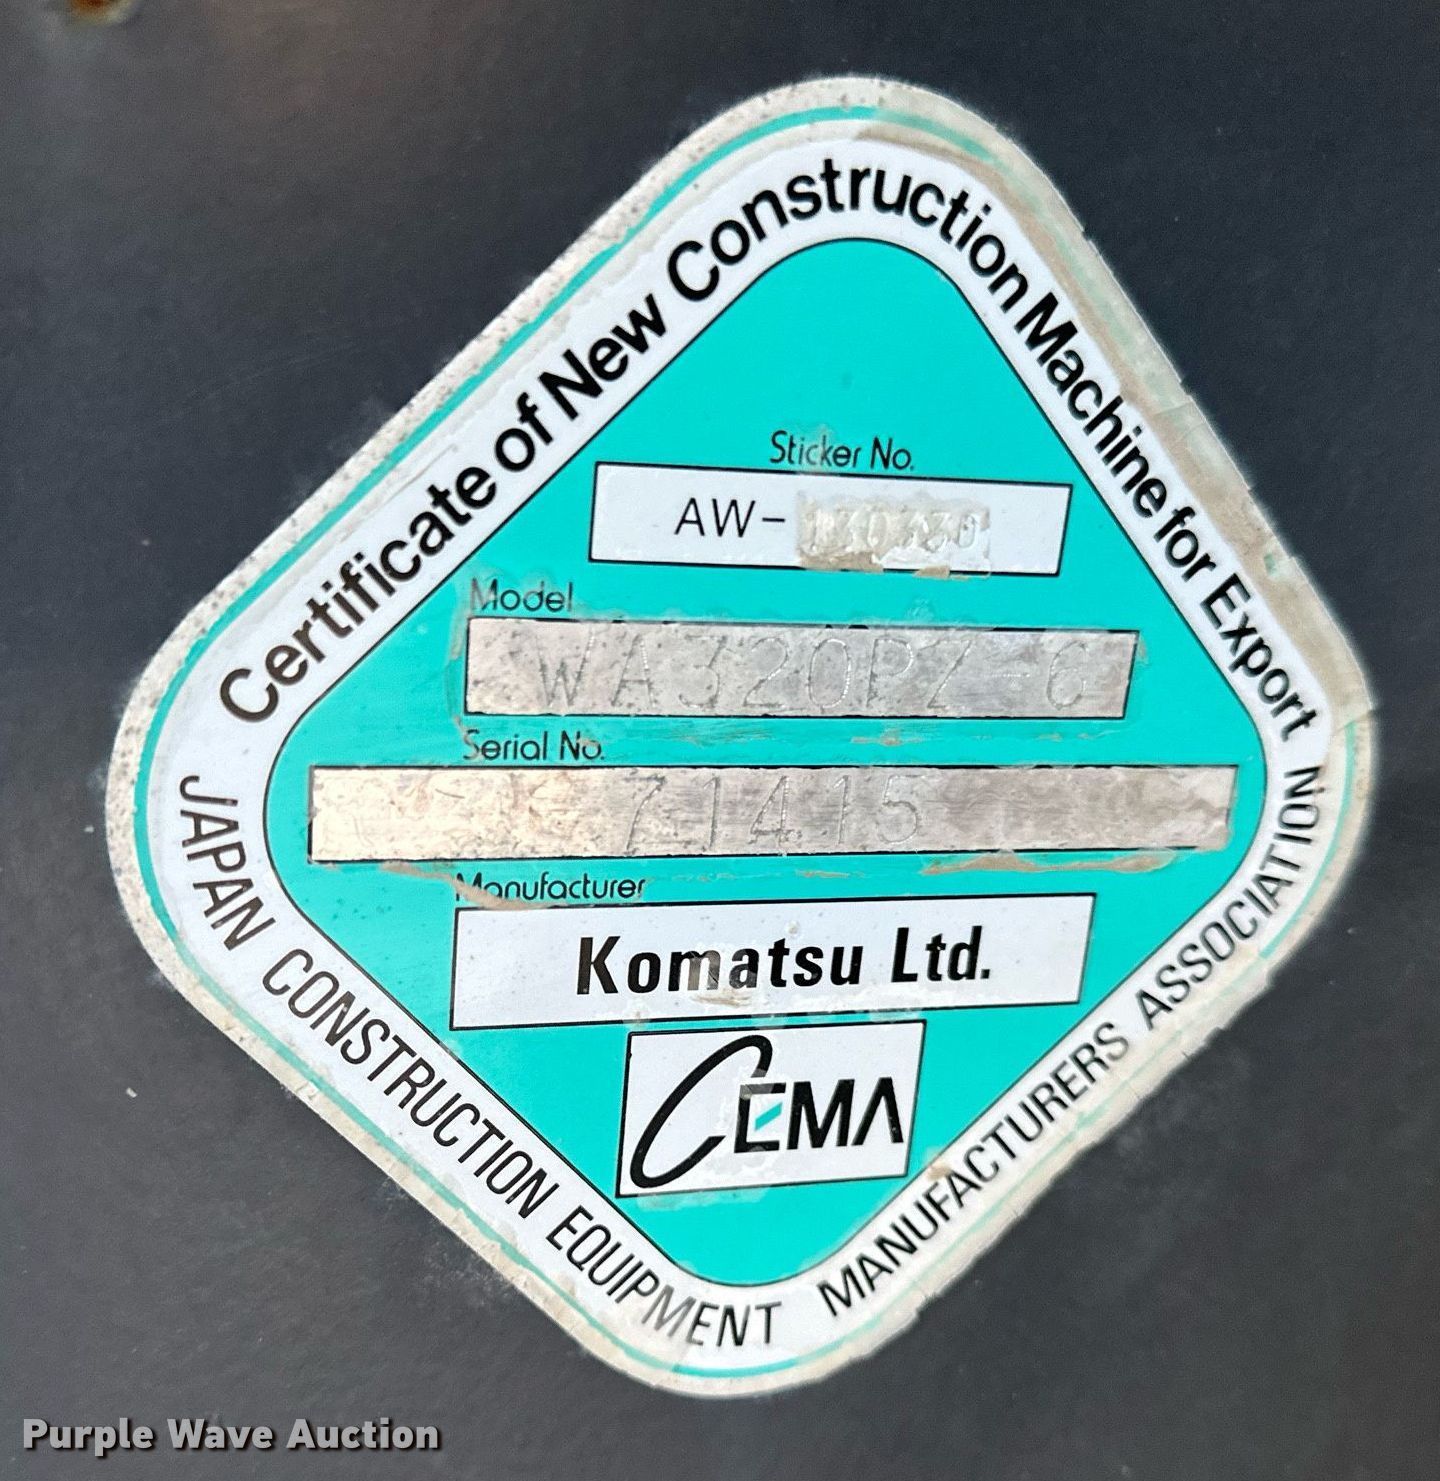 Certificate of New Construction Machine for Export
Sticker No.
AW-130330
Model
WA320PZ-6
Serial No.
71415
Manufacturer
Komatsu Ltd.
CEMA
JAPAN CONSTRUCTION EQUIPMENT MANUFACTURERS ASSOCIATION
Purple Wave Auction